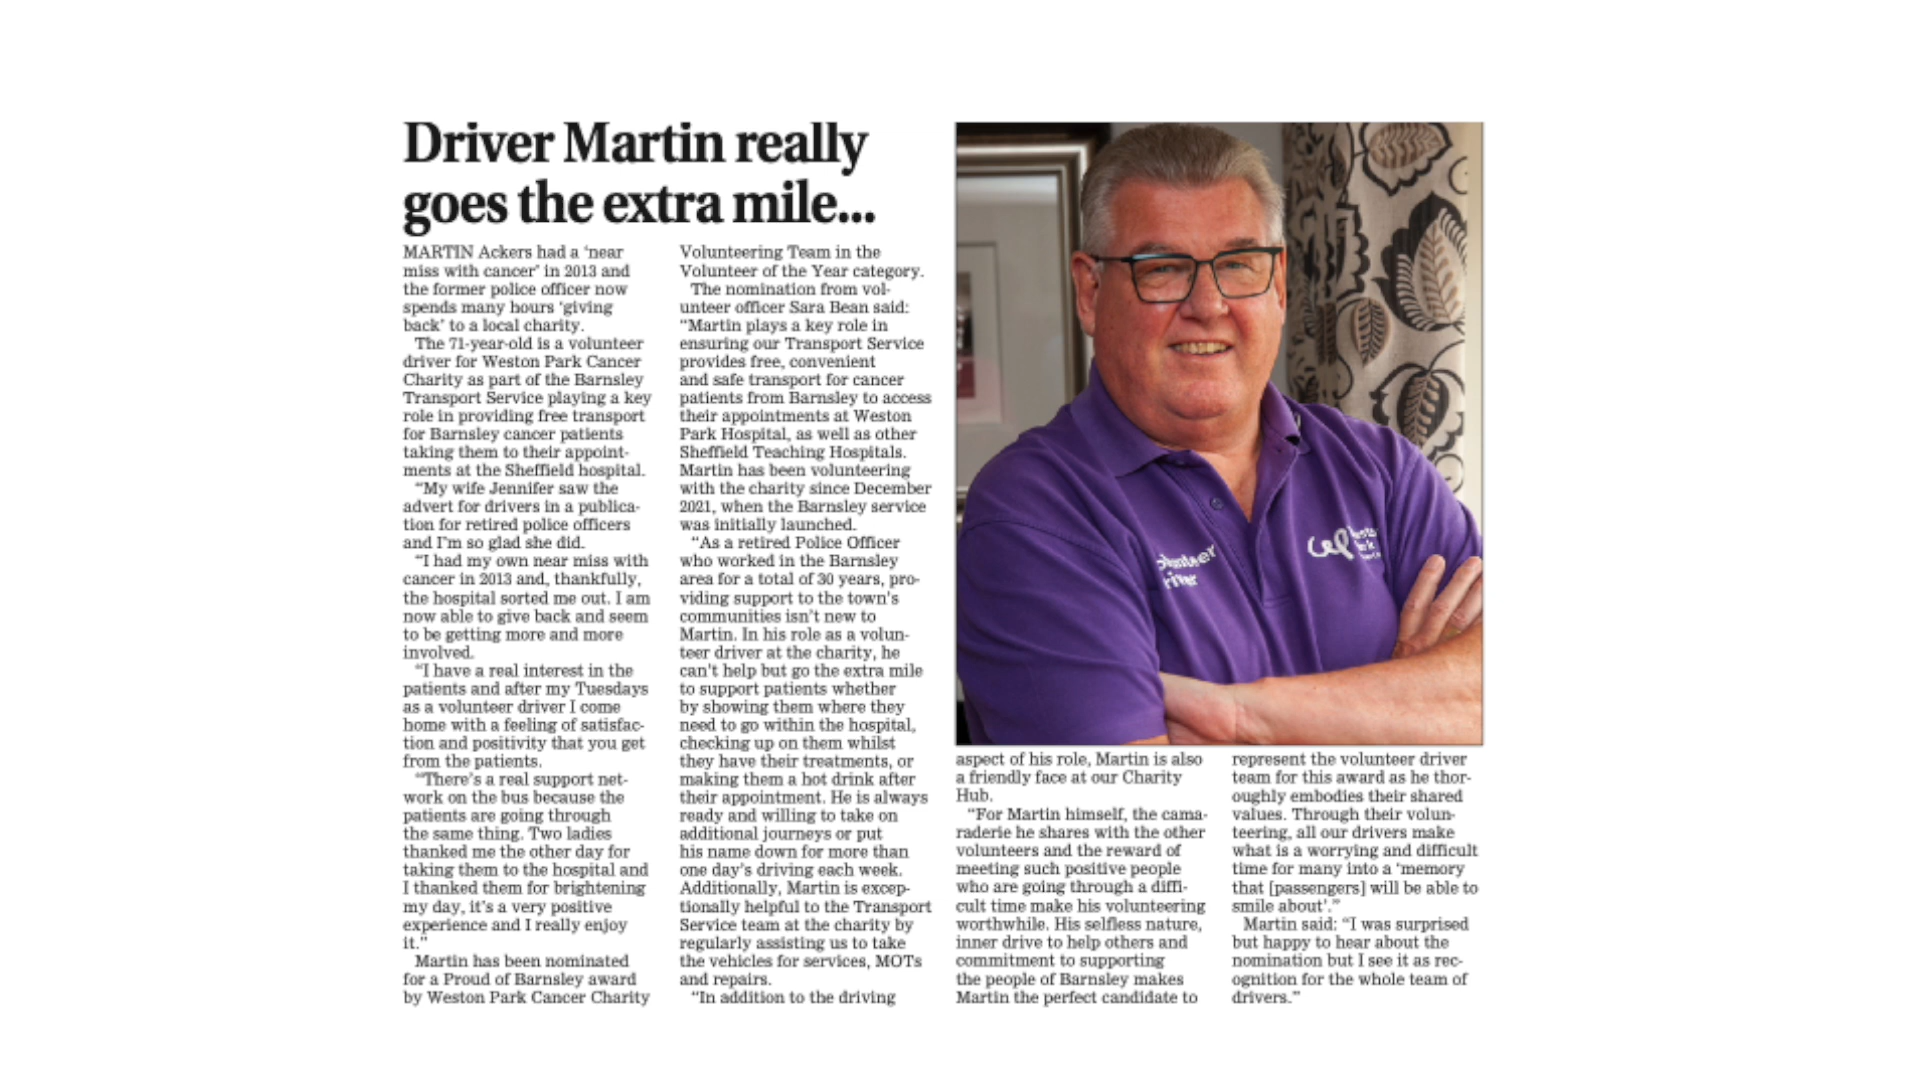 Driver Martin really
goes the extra mile...
MARTIN Ackers had a ‘near
miss with cancer’ in 2013 and
the former police officer now
spends many hours ‘giving
back’ to a local charity.
The 71-year-old is a volunteer
driver for Weston Park Cancer
Charity as part of the Barnsley
Transport Service playing a key
role in providing free transport
for Barnsley cancer patients
taking them to their appoint-
ments at the Sheffield hospital.
“My wife Jennifer saw the
advert for drivers in a publica-
tion for retired police officers
and I'm so glad she did.
“I had my own near miss with
cancer in 2013 and, thankfully,
the hospital sorted me out. I am
now able to give back and seem
to be getting more and more
involved.
“I have a real interest in the
patients and after my Tuesdays
as a volunteer driver I come
home with a feeling of satisfac-
tion and positivity that you get
from the patients.
“There's a real support net-
work on the bus because the
patients are going through
the same thing. Two ladies
thanked me the other day for
taking them to the hospital and
I thanked them for brightening
my day, it's a very positive
experience and I really enjoy
it.”
Martin has been nominated
for a Proud of Barnsley award
by Weston Park Cancer Charity
Volunteering Team in the
Volunteer of the Year category.
The nomination from vol-
unteer officer Sara Bean said:
“Martin plays a key role in
ensuring our Transport Service
provides free, convenient
and safe transport for cancer
patients from Barnsley to access
their appointments at Weston
Park Hospital, as well as other
Sheffield Teaching Hospitals.
Martin has been volunteering
with the charity since December
2021, when the Barnsley service
was initially launched.
“As a retired Police Officer
who worked in the Barnsley
area for a total of 30 years, pro-
viding support to the town's
communities isn't new to
Martin. In his role as a volun-
teer driver at the charity, he
can't help but go the extra mile
to support patients whether
by showing them where they
need to go within the hospital,
checking up on them whilst
they have their treatments, or
making them a hot drink after
their appointment. He is always
ready and willing to take on
additional journeys or put
his name down for more than
one day's driving each week.
Additionally, Martin is excep-
tionally helpful to the Transport
Service team at the charity by
regularly assisting us to take
the vehicles for services, MOTs
and repairs.
“In addition to the driving
aspect of his role, Martin is also
a friendly face at our Charity
Hub.
“For Martin himself, the cama-
raderie he shares with the other
volunteers and the reward of
meeting such positive people
who are going through a diffi-
cult time make his volunteering
worthwhile. His selfless nature,
inner drive to help others and
commitment to supporting
the people of Barnsley makes
Martin the perfect candidate to
represent the volunteer driver
team for this award as he thor-
oughly embodies their shared
values. Through their volun-
teering, all our drivers make
what is a worrying and difficult
time for many into a ‘memory
that [passengers] will be able to
smile about’.”
Martin said: “I was surprised
but happy to hear about the
nomination but I see it as rec-
ognition for the whole team of
drivers.”